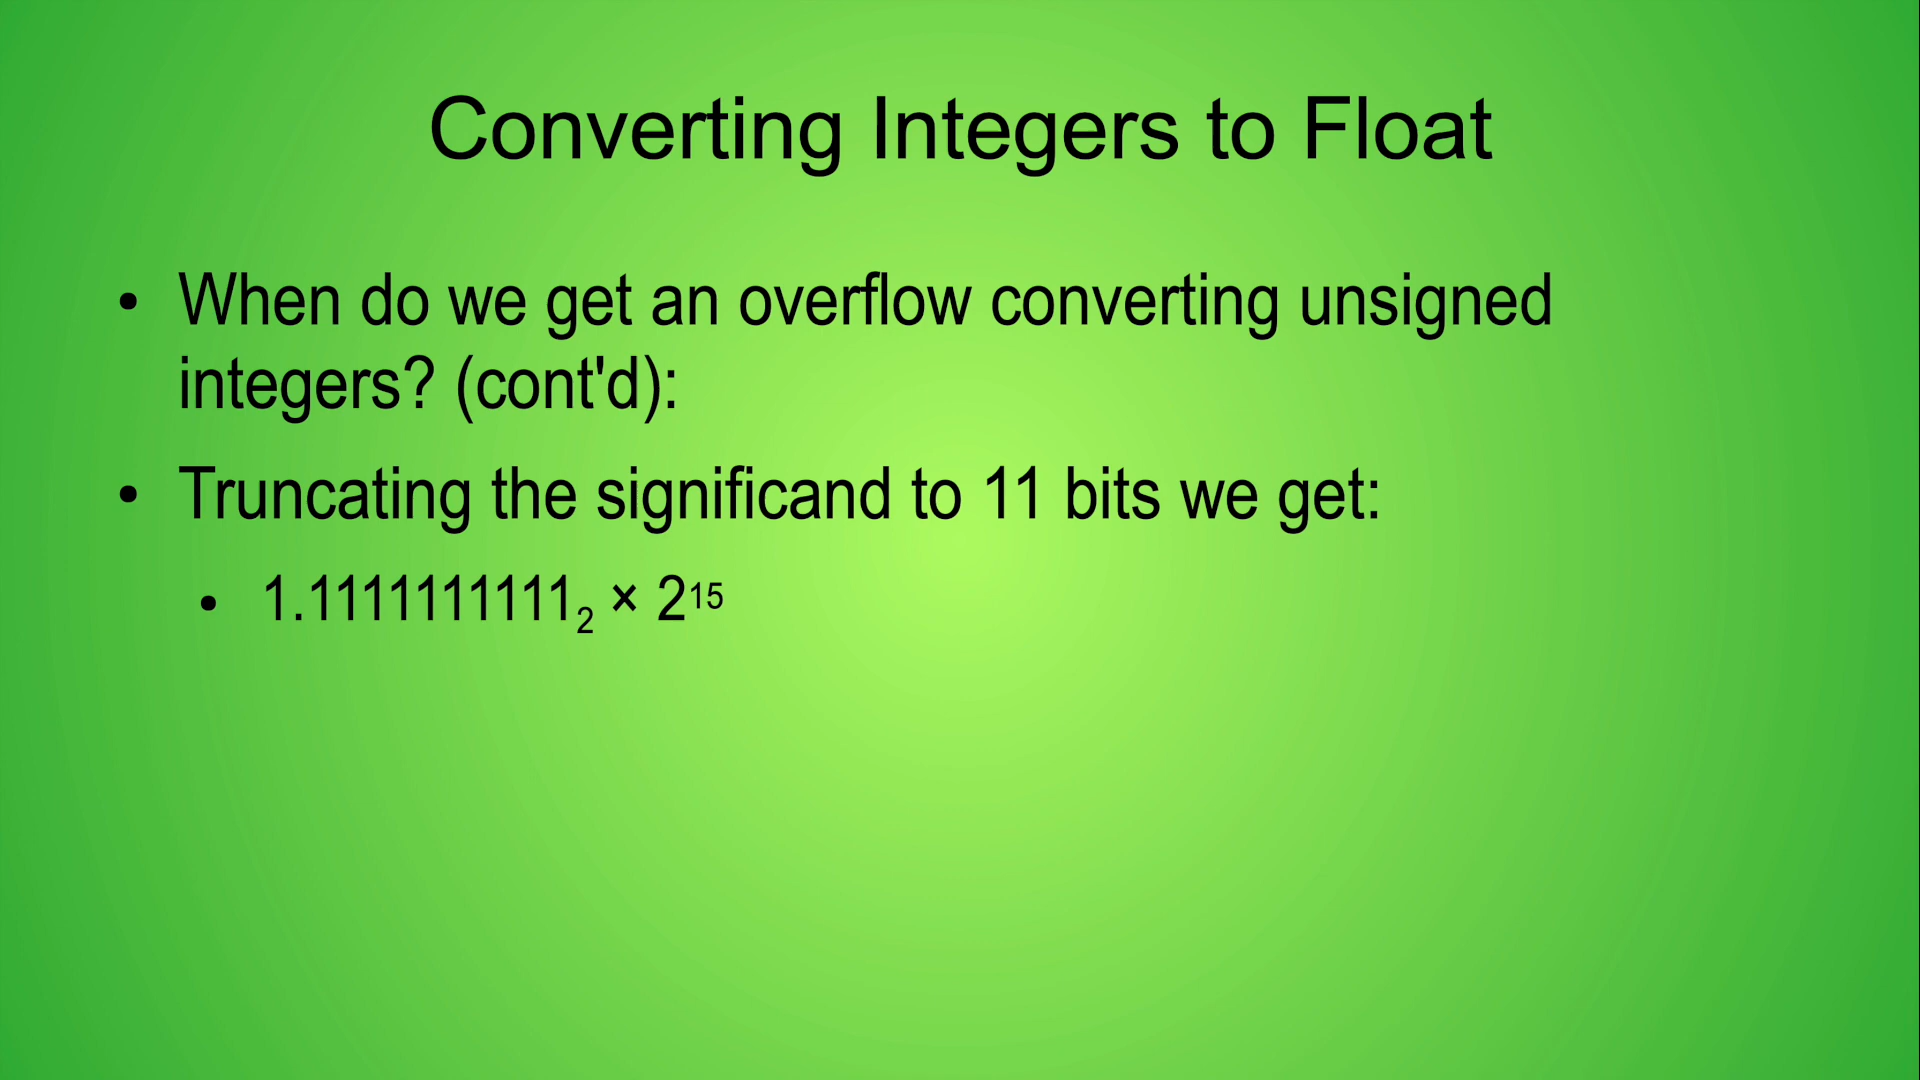 Converting Integers to Float
• When do we get an overflow converting unsigned
integers? (cont'd):
• Truncating the significand to 11 bits we get:
• 1.1111111111₂ × 2¹⁵